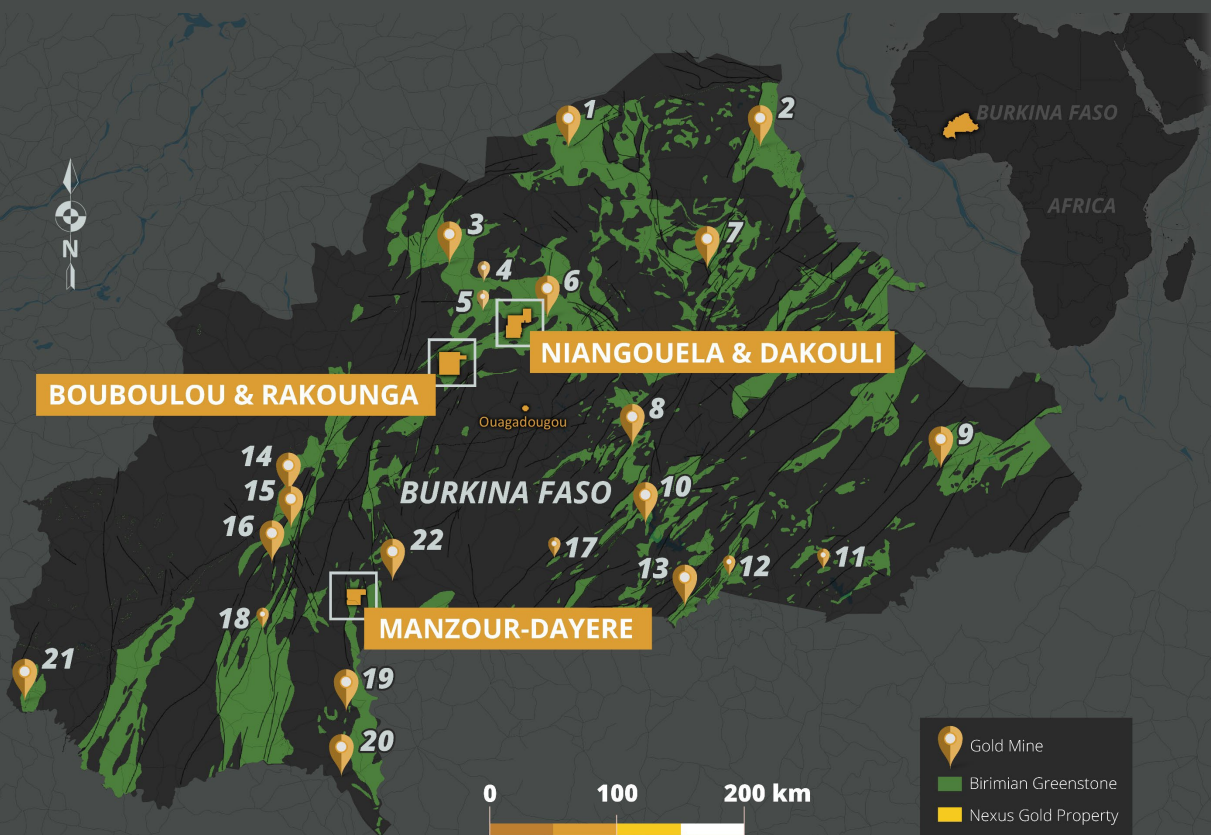 1
2
BURKINA FASO
AFRICA
3
7
4
N
6
5
NIANGOUELA & DAKOULI
BOUBOULOU & RAKOUNGA
Ouagadougou
8
9
14
BURKINA FASO
10
15
16
22
17
11
13
12
18
MANZOUR-DAYERE
21
19
20
Gold Mine
Birimian Greenstone
Nexus Gold Property
0 100 200 km